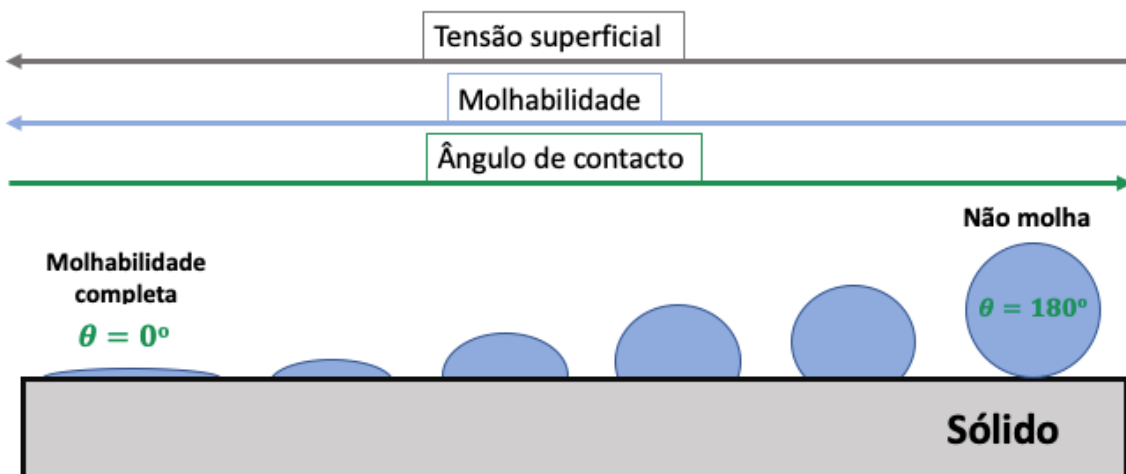 Tensão superficial
Molhabilidade
Ângulo de contacto
Não molha
Molhabilidade
completa
θ = 0º
θ = 180º
Sólido